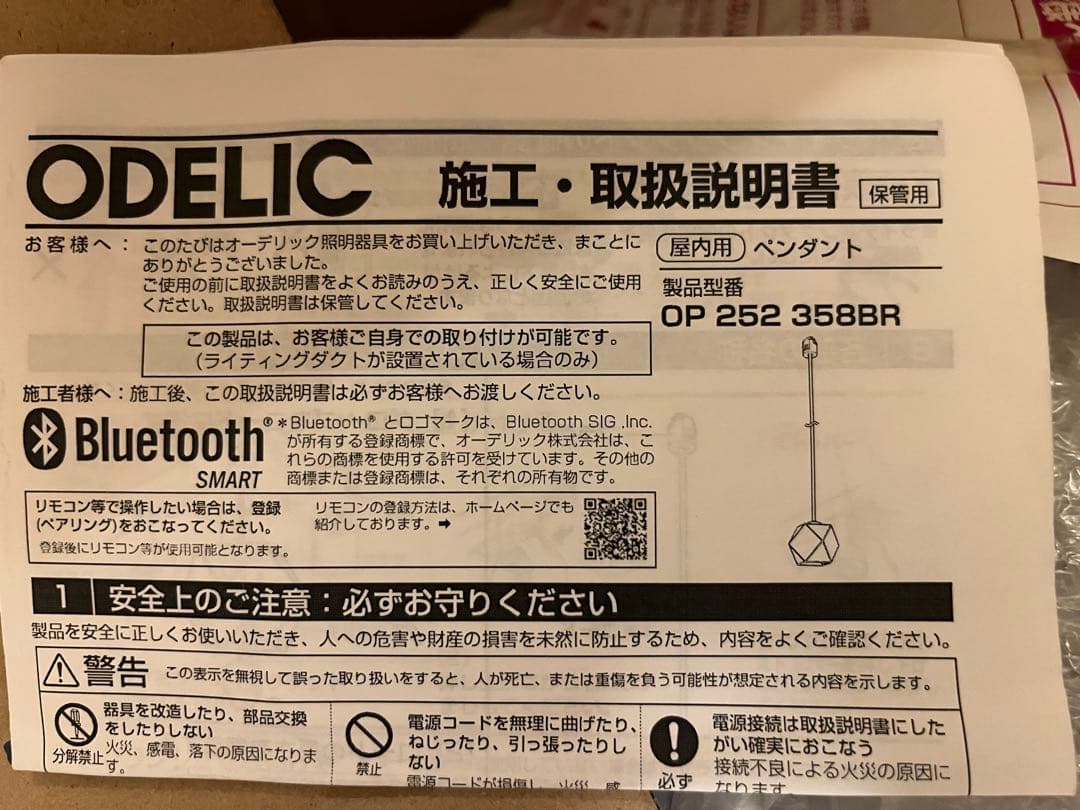 ODELIC 施工・取扱説明書 保管用
お客様へ：このたびはオーデリック照明器具をお買い上げいただき、まことに
ありがとうございました。
ご使用の前に取扱説明書をよくお読みのうえ、正しく安全にご使用
ください。取扱説明書は保管してください。
屋内用 ペンダント
製品型番
OP 252 358BR
この製品は、お客様ご自身での取り付けが可能です。
（ライティングダクトが設置されている場合のみ）
施工者様へ：施工後、この取扱説明書は必ずお客様へお渡しください。
Bluetooth®
SMART
＊Bluetooth® とロゴマークは、Bluetooth SIG .Inc.
が所有する登録商標で、オーデリック株式会社は、こ
れらの商標を使用する許可を受けています。その他の
商標または登録商標は、それぞれの所有物です。
リモコン等で操作したい場合は、登録
(ペアリング)をおこなってください。
登録後にリモコン等が使用可能となります。
リモコンの登録方法は、ホームページでも
紹介しております。➡
1 安全上のご注意：必ずお守りください
製品を安全に正しくお使いいただき、人への危害や財産の損害を未然に防止するため、内容をよくご確認ください。
警告 この表示を無視して誤った取り扱いをすると、人が死亡、または重傷を負う可能性が想定される内容を示します。
分解禁止
器具を改造したり、部品交換
をしたりしない
火災、感電、落下の原因になりま
す。
禁止
電源コードを無理に曲げたり、
ねじったり、引っ張ったりし
ない
電源コードが損傷し、火災、感
必ず
電源接続は取扱説明書にした
がい確実におこなう
接続不良による火災の原因に
なります。